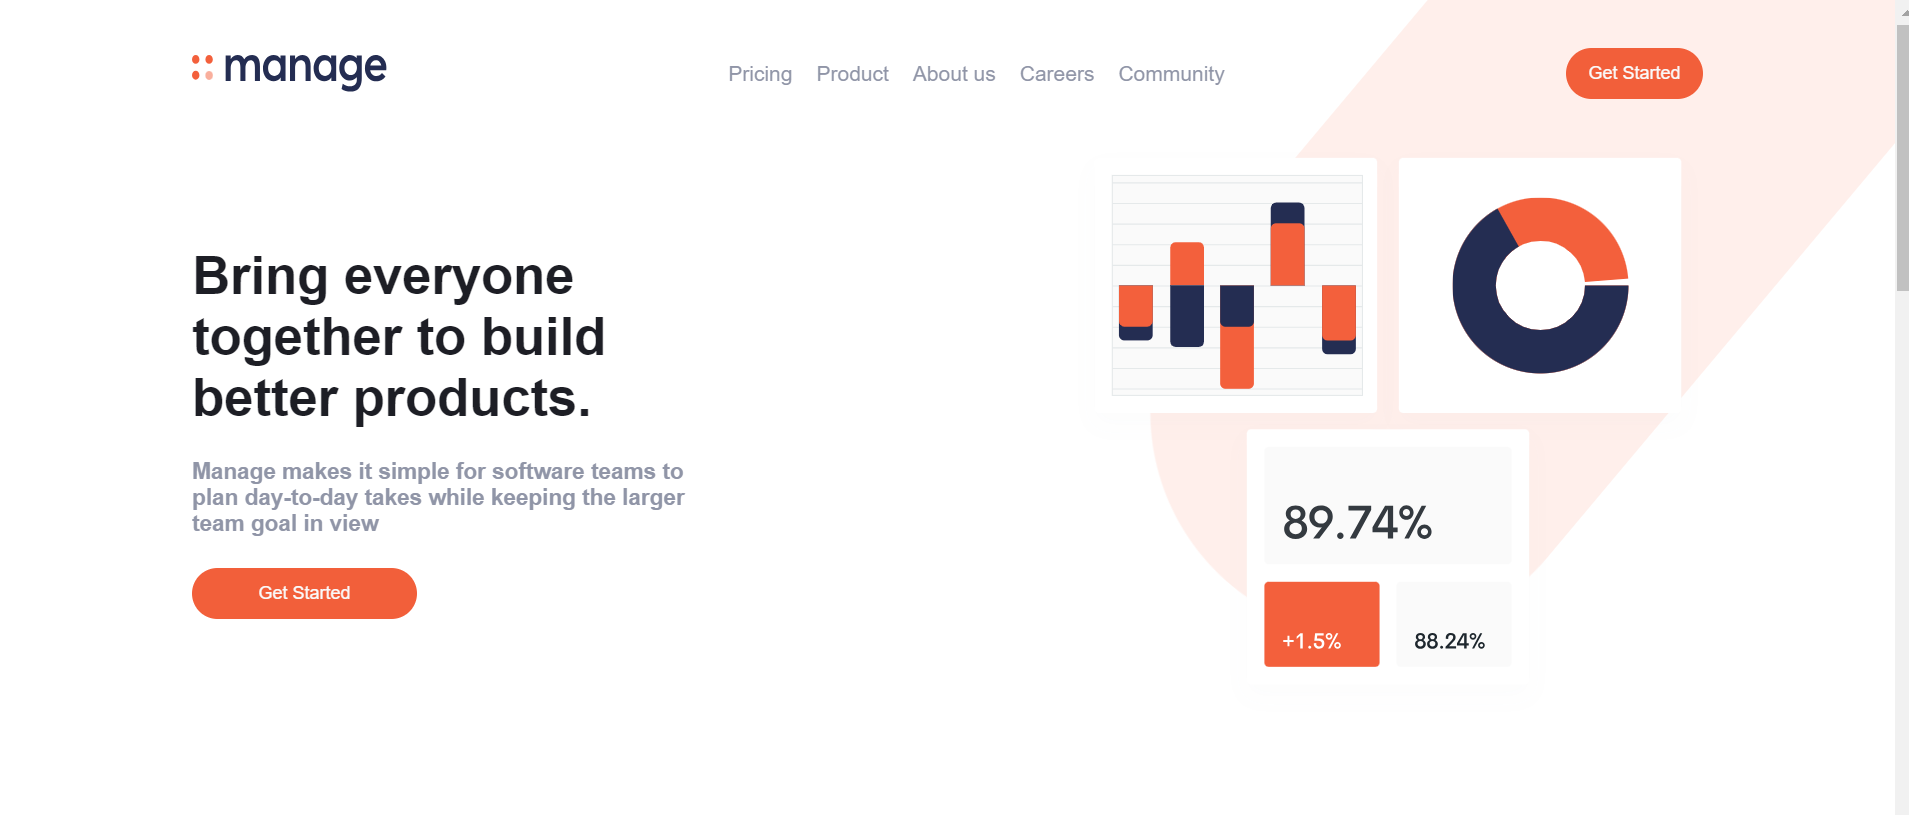 manage
Pricing Product About us Careers Community
Get Started
Bring everyone
together to build
better products.
Manage makes it simple for software teams to
plan day-to-day takes while keeping the larger
team goal in view
Get Started
89.74%
+1.5%
88.24%